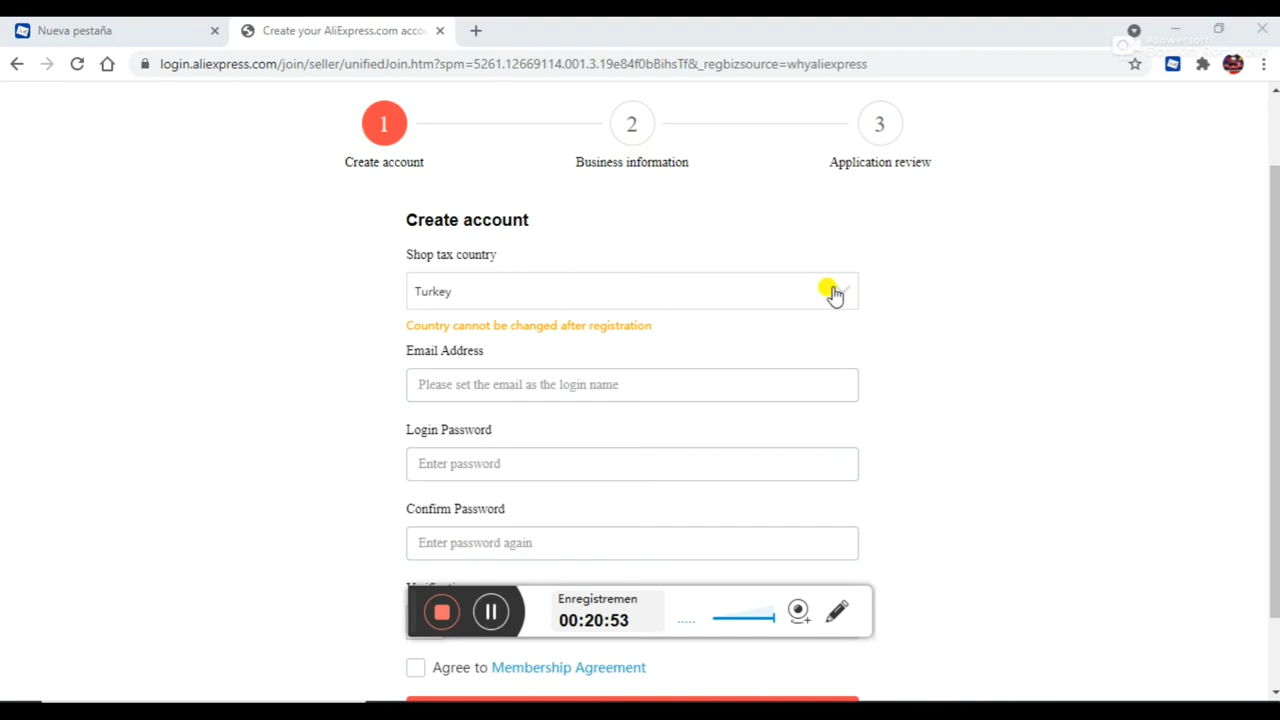 Nueva pestaña
Create your AliExpress.com acco
Apowersoft
login.aliexpress.com/join/seller/unifiedJoin.htm?spm=5261.12669114.001.3.19e84f0bBihsTf&_regbizsource=whyaliexpress
1
2
3
Create account
Business information
Application review
Create account
Shop tax country
Turkey
Country cannot be changed after registration
Email Address
Please set the email as the login name
Login Password
Enter password
Confirm Password
Enter password again
Enregistremen
00:20:53
Agree to Membership Agreement